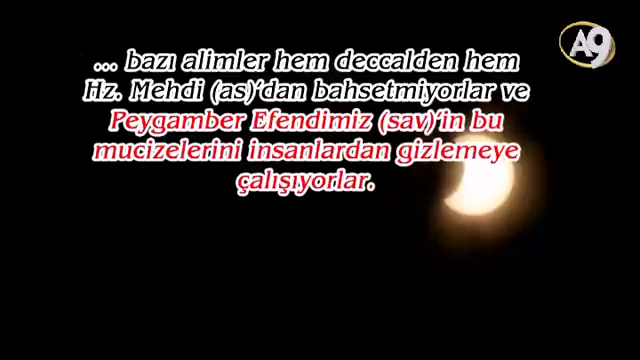 A9
... bazı alimler hem deccalden hem
Hz. Mehdi (as)'dan bahsetmiyorlar ve
Peygamber Efendimiz (sav)'in bu
mucizelerini insanlardan gizlemeye
çalışıyorlar.